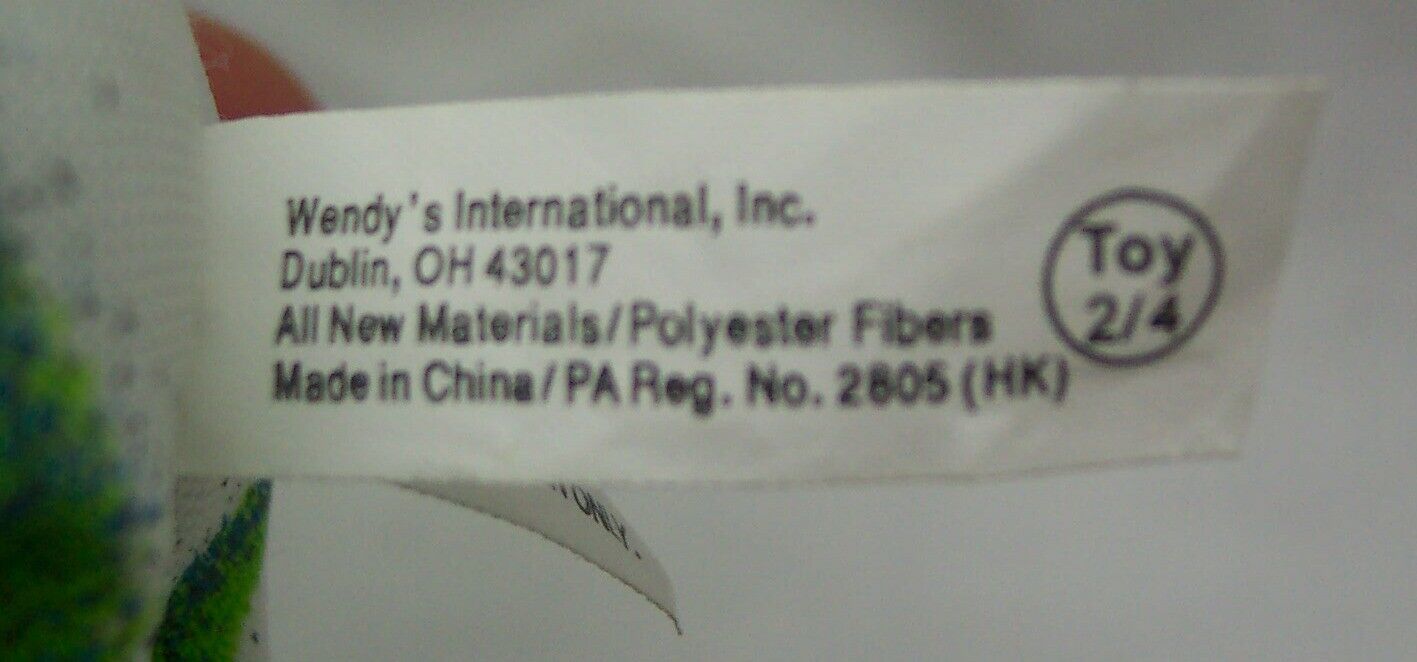 Wendy's International, Inc.
Dublin, OH 43017
All New Materials/Polyester Fibers
Made in China/PA Reg. No. 2805 (HK)
Toy
2/4
ONLY.